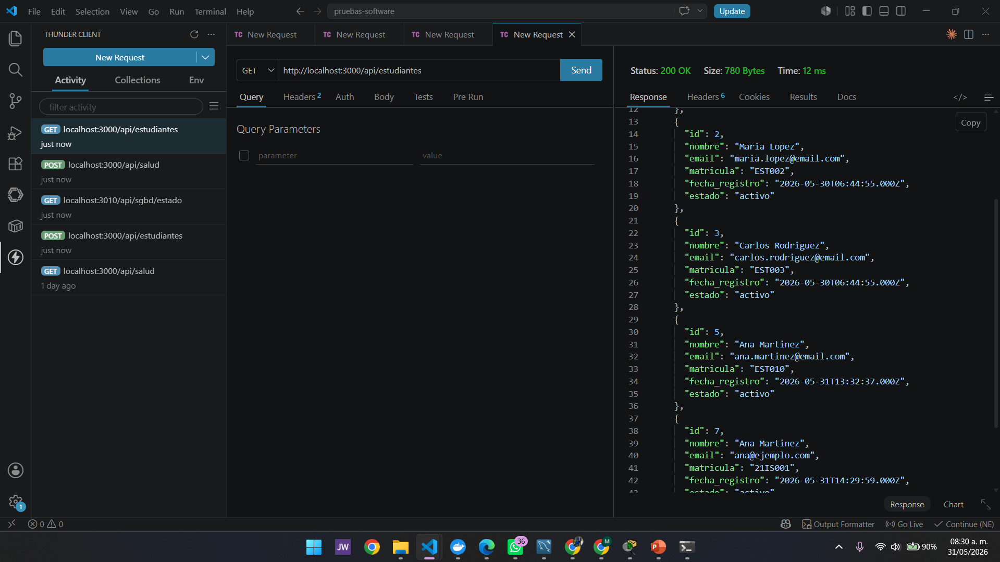 File Edit Selection View Go Run Terminal Help
pruebas-software
Update
THUNDER CLIENT
New Request
Activity Collections Env
filter activity
GET localhost:3000/api/estudiantes
just now
POST localhost:3000/api/salud
just now
GET localhost:3010/api/sgbd/estado
just now
POST localhost:3000/api/estudiantes
just now
GET localhost:3000/api/salud
1 day ago
TC New Request TC New Request TC New Request TC New Request
GET http://localhost:3000/api/estudiantes Send
Query Headers 2 Auth Body Tests Pre Run
Query Parameters
parameter value
Status: 200 OK Size: 780 Bytes Time: 12 ms
Response Headers 6 Cookies Results Docs </>
Copy
12 },
13 {
14 "id": 2,
15 "nombre": "Maria Lopez",
16 "email": "maria.lopez@email.com",
17 "matricula": "EST002",
18 "fecha_registro": "2026-05-30T06:44:55.000Z",
19 "estado": "activo"
20 },
21 {
22 "id": 3,
23 "nombre": "Carlos Rodriguez",
24 "email": "carlos.rodriguez@email.com",
25 "matricula": "EST003",
26 "fecha_registro": "2026-05-30T06:44:55.000Z",
27 "estado": "activo"
28 },
29 {
30 "id": 5,
31 "nombre": "Ana Martinez",
32 "email": "ana.martinez@email.com",
33 "matricula": "EST010",
34 "fecha_registro": "2026-05-31T13:32:37.000Z",
35 "estado": "activo"
36 },
37 {
38 "id": 7,
39 "nombre": "Ana Martinez",
40 "email": "ana@ejemplo.com",
41 "matricula": "21IS001",
42 "fecha_registro": "2026-05-31T14:29:59.000Z",
43 "estado": "activo"
Response Chart
1
0 0
Output Formatter Go Live Continue (NE)
JW
36
M
P
90%
08:30 a. m.
31/05/2026